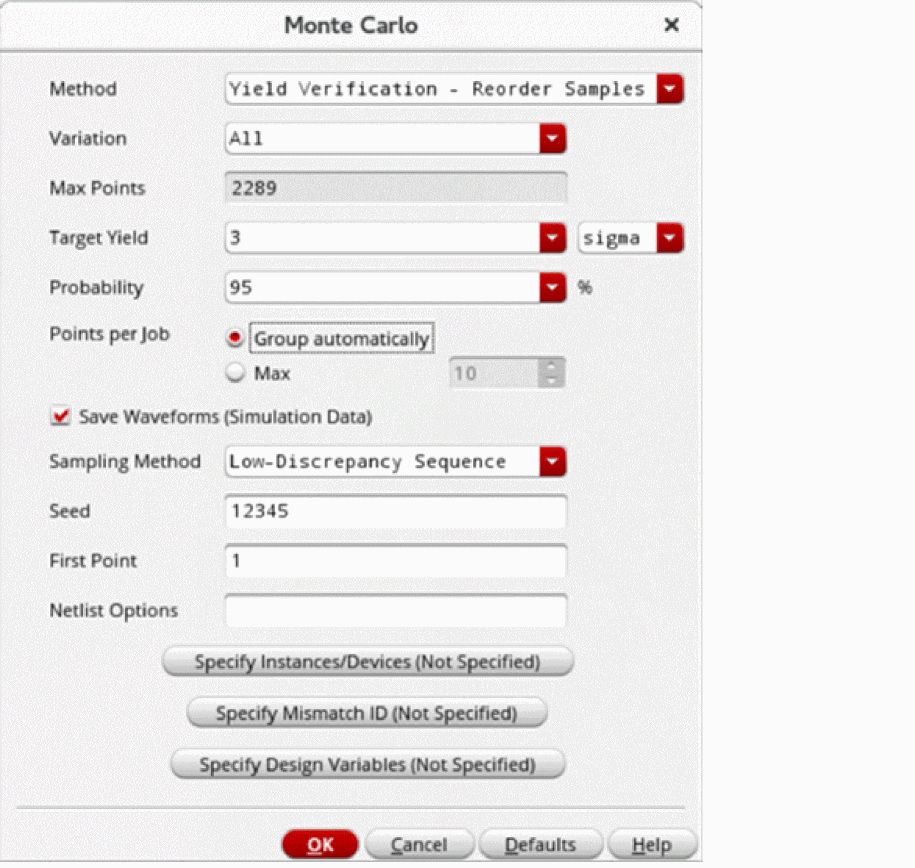 Monte Carlo
Method Yield Verification - Reorder Samples
Variation All
Max Points 2289
Target Yield 3 sigma
Probability 95 %
Points per Job Group automatically
Max 10
Save Waveforms (Simulation Data)
Sampling Method Low-Discrepancy Sequence
Seed 12345
First Point 1
Netlist Options
Specify Instances/Devices (Not Specified)
Specify Mismatch ID (Not Specified)
Specify Design Variables (Not Specified)
OK Cancel Defaults Help